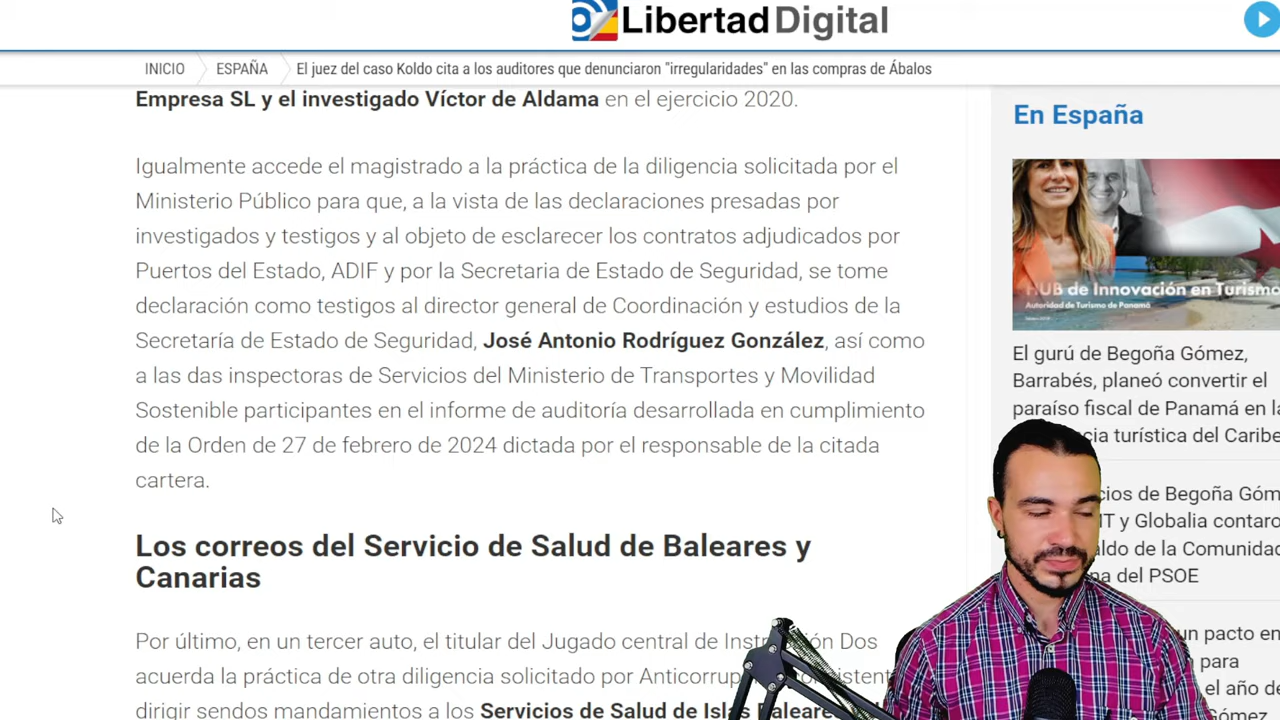 Libertad Digital
INICIO
ESPAÑA
El juez del caso Koldo cita a los auditores que denunciaron "irregularidades" en las compras de Ábalos
Empresa SL y el investigado Víctor de Aldama en el ejercicio 2020.
Igualmente accede el magistrado a la práctica de la diligencia solicitada por el
Ministerio Público para que, a la vista de las declaraciones presadas por
investigados y testigos y al objeto de esclarecer los contratos adjudicados por
Puertos del Estado, ADIF y por la Secretaria de Estado de Seguridad, se tome
declaración como testigos al director general de Coordinación y estudios de la
Secretaría de Estado de Seguridad, José Antonio Rodríguez González, así como
a las das inspectoras de Servicios del Ministerio de Transportes y Movilidad
Sostenible participantes en el informe de auditoría desarrollada en cumplimiento
de la Orden de 27 de febrero de 2024 dictada por el responsable de la citada
cartera.
Los correos del Servicio de Salud de Baleares y
Canarias
Por último, en un tercer auto, el titular del Jugado central de
acuerda la práctica de otra diligencia solicitado por
dirigir sendos mandamientos a los Servicios de Salud de Islas
En España
HUB de Innovación en Turismo
Autoridad de Turismo de Panamá
El gurú de Begoña Gómez,
Barrabés, planeó convertir el
paraíso fiscal de Panamá en la
turística del Caribe
de Begoña
y Globalia
de la Comunidad
del PSOE
un pacto en
para
el año de